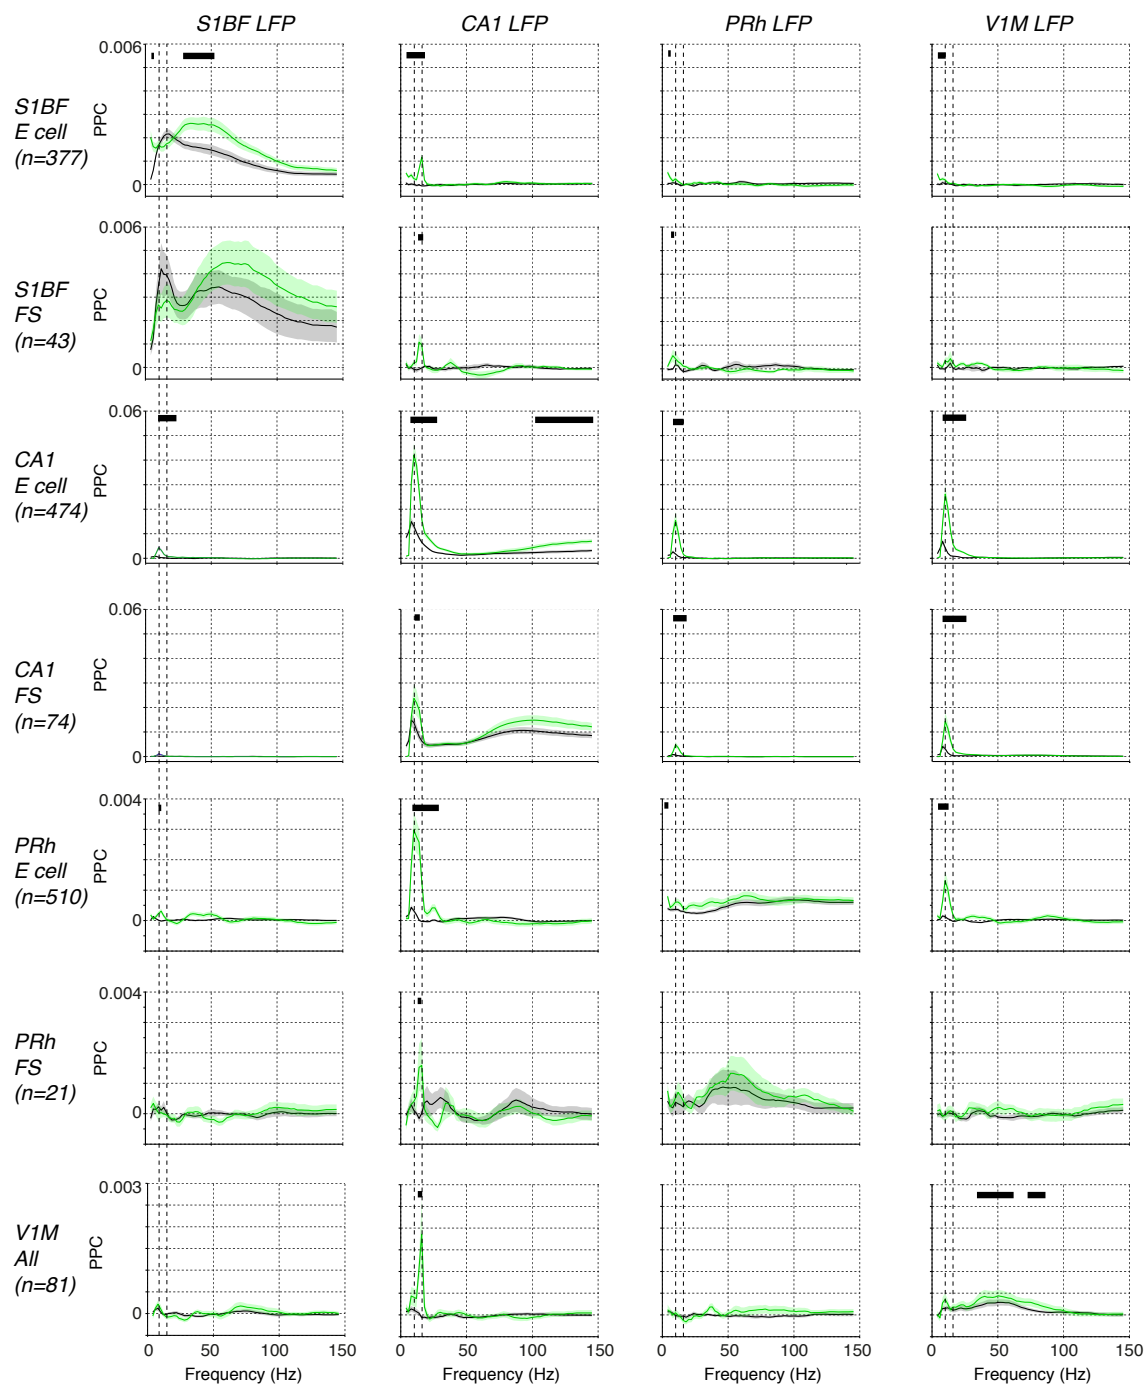 S1BF LFP CA1 LFP PRh LFP V1M LFP
0.006
S1BF
E cell
(n=377)
PPC
0
0.006
S1BF
FS
(n=43)
PPC
0
0.06
CA1
E cell
(n=474)
PPC
0
0.06
CA1
FS
(n=74)
PPC
0
0.004
PRh
E cell
(n=510)
PPC
0
0.004
PRh
FS
(n=21)
PPC
0
0.003
V1M
All
(n=81)
PPC
0
0 50 100 150 0 50 100 150 0 50 100 150 0 50 100 150
Frequency (Hz) Frequency (Hz) Frequency (Hz) Frequency (Hz)